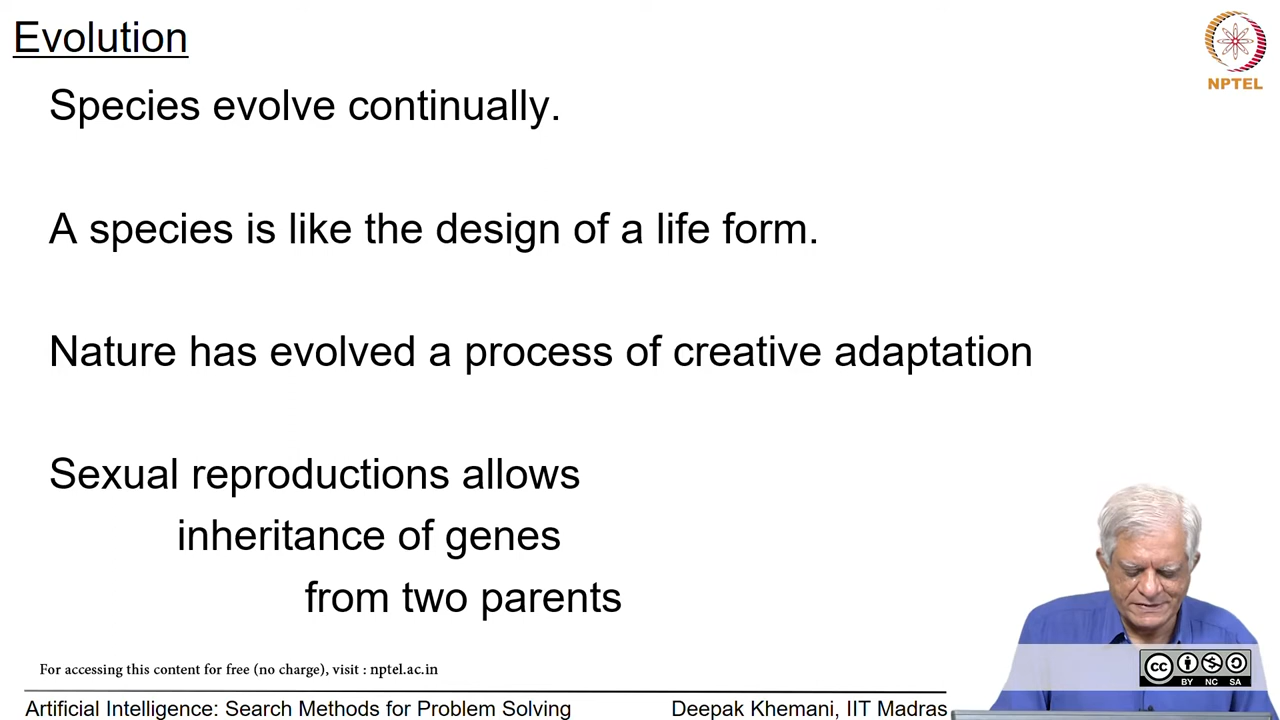 Evolution
NPTEL
Species evolve continually.
A species is like the design of a life form.
Nature has evolved a process of creative adaptation
Sexual reproductions allows
inheritance of genes
from two parents
For accessing this content for free (no charge), visit : nptel.ac.in
cc BY NC SA
Artificial Intelligence: Search Methods for Problem Solving Deepak Khemani, IIT Madras